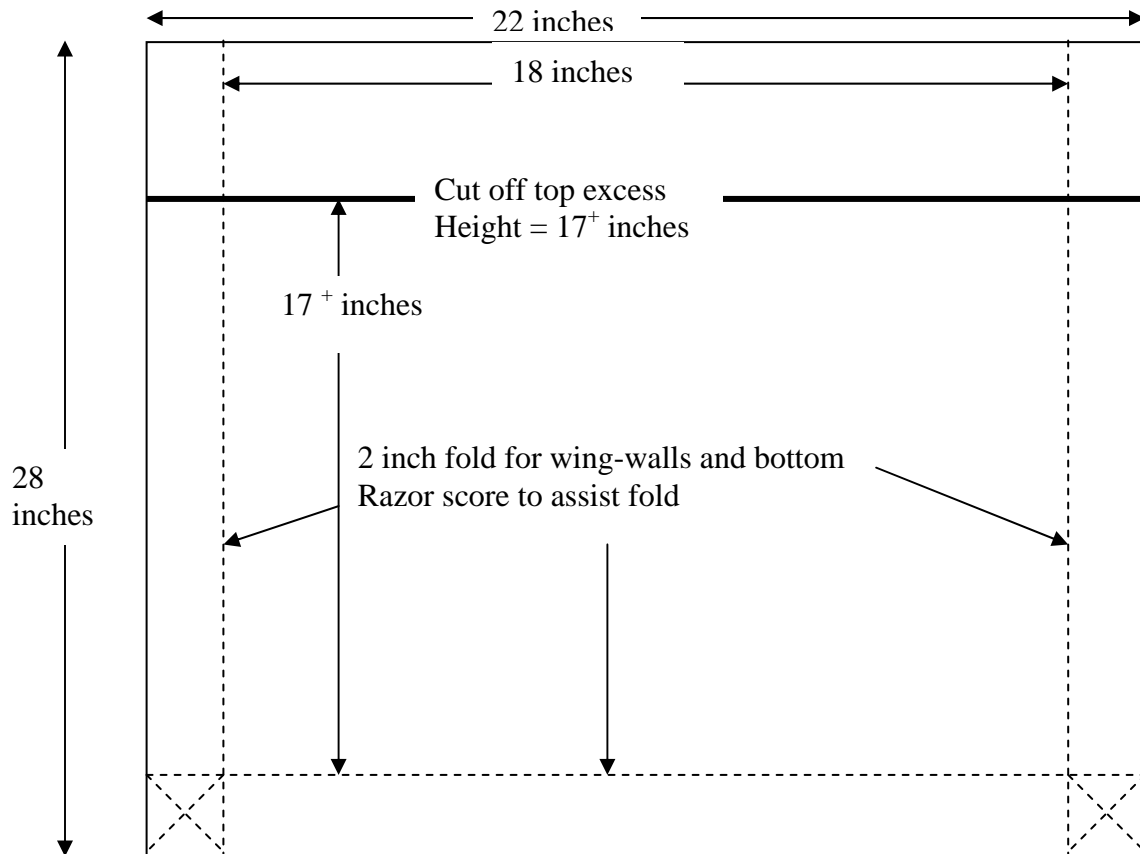 22 inches
18 inches
Cut off top excess
Height = 17⁺ inches
17 ⁺ inches
2 inch fold for wing-walls and bottom
Razor score to assist fold
28
inches